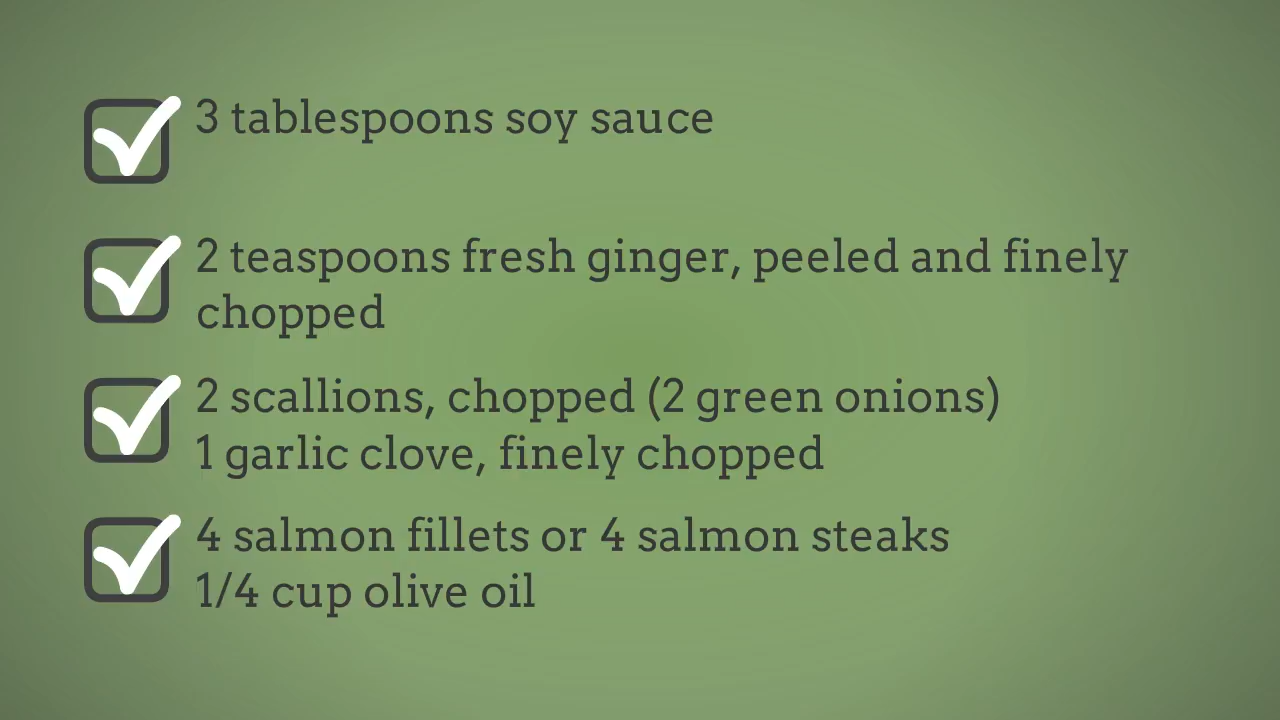 3 tablespoons soy sauce
2 teaspoons fresh ginger, peeled and finely
chopped
2 scallions, chopped (2 green onions)
1 garlic clove, finely chopped
4 salmon fillets or 4 salmon steaks
1/4 cup olive oil